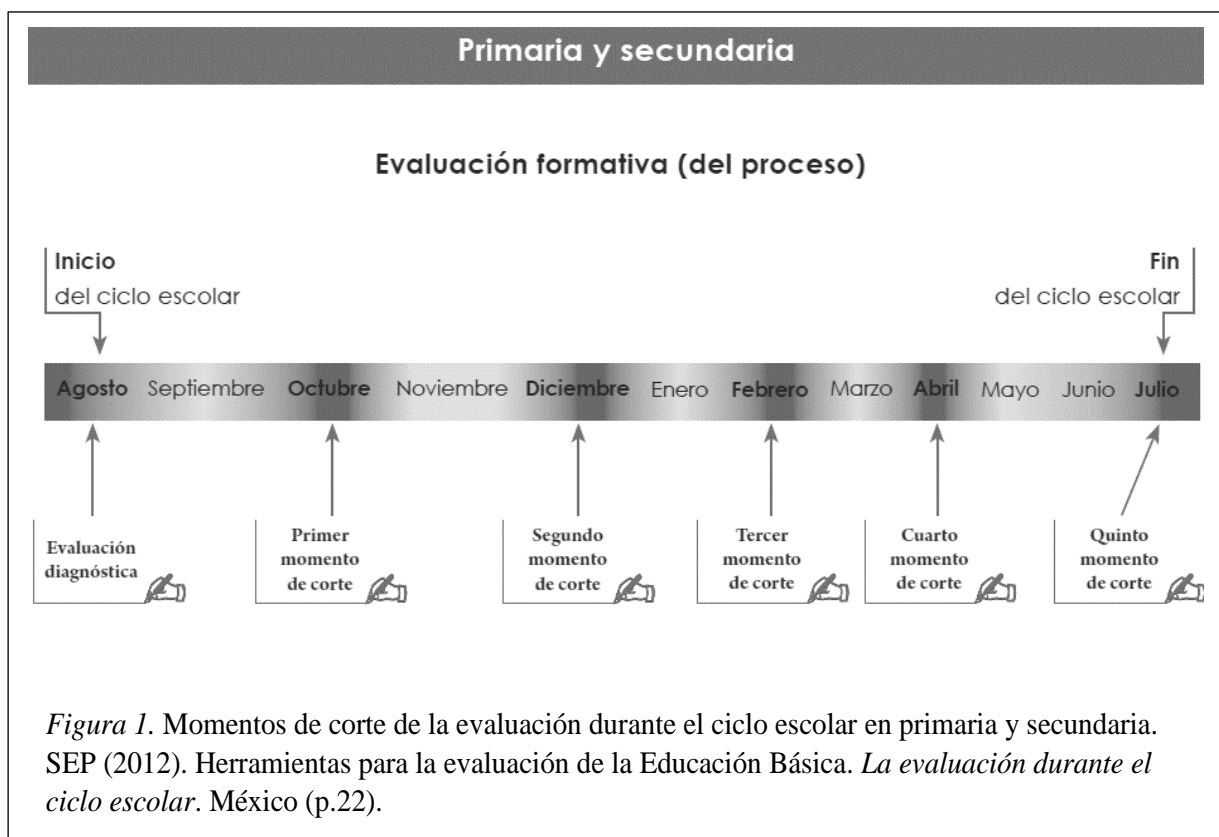 Primaria y secundaria
Evaluación formativa (del proceso)
Inicio
del ciclo escolar
Fin
del ciclo escolar
Agosto Septiembre Octubre Noviembre Diciembre Enero Febrero Marzo Abril Mayo Junio Julio
Evaluación
diagnóstica
Primer
momento
de corte
Segundo
momento
de corte
Tercer
momento
de corte
Cuarto
momento
de corte
Quinto
momento
de corte
Figura 1. Momentos de corte de la evaluación durante el ciclo escolar en primaria y secundaria.
SEP (2012). Herramientas para la evaluación de la Educación Básica. La evaluación durante el
ciclo escolar. México (p.22).